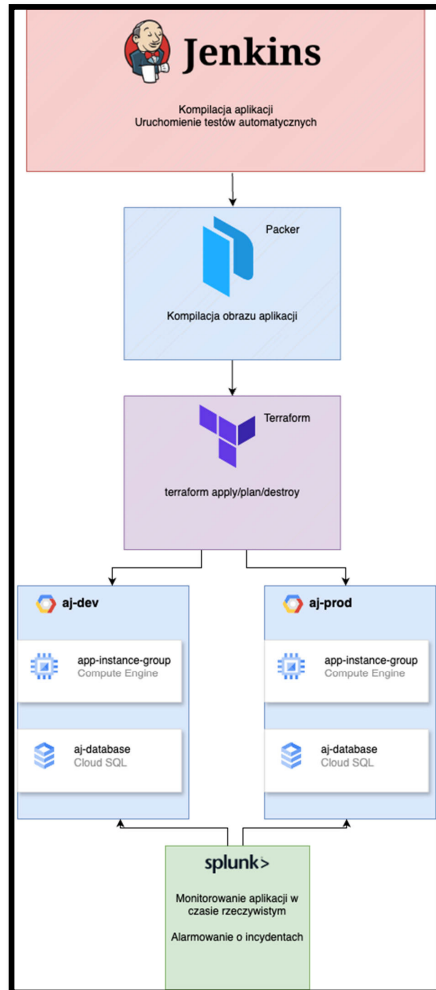 Jenkins
Kompilacja aplikacji
Uruchomienie testów automatycznych
Packer
Kompilacja obrazu aplikacji
Terraform
terraform apply/plan/destroy
aj-dev
app-instance-group
Compute Engine
aj-database
Cloud SQL
aj-prod
app-instance-group
Compute Engine
aj-database
Cloud SQL
splunk>
Monitorowanie aplikacji w
czasie rzeczywistym
Alarmowanie o incydentach